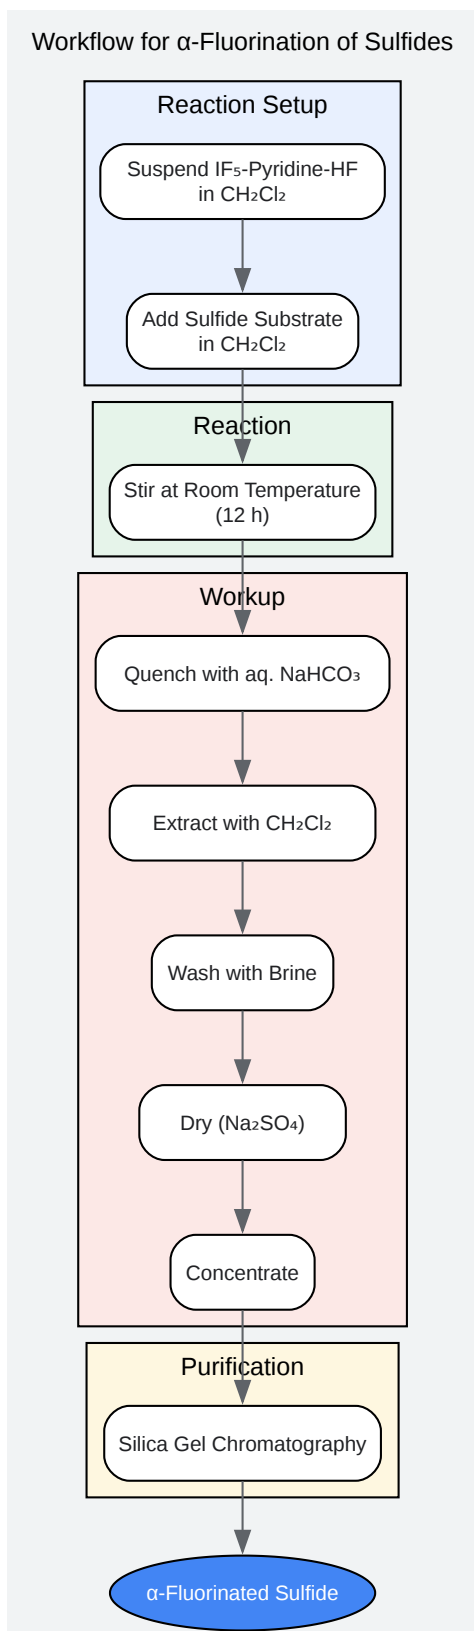 Workflow for α-Fluorination of Sulfides
Reaction Setup
Suspend IF₅-Pyridine-HF
in CH₂Cl₂
Add Sulfide Substrate
in CH₂Cl₂
Reaction
Stir at Room Temperature
(12 h)
Workup
Quench with aq. NaHCO₃
Extract with CH₂Cl₂
Wash with Brine
Dry (Na₂SO₄)
Concentrate
Purification
Silica Gel Chromatography
α-Fluorinated Sulfide